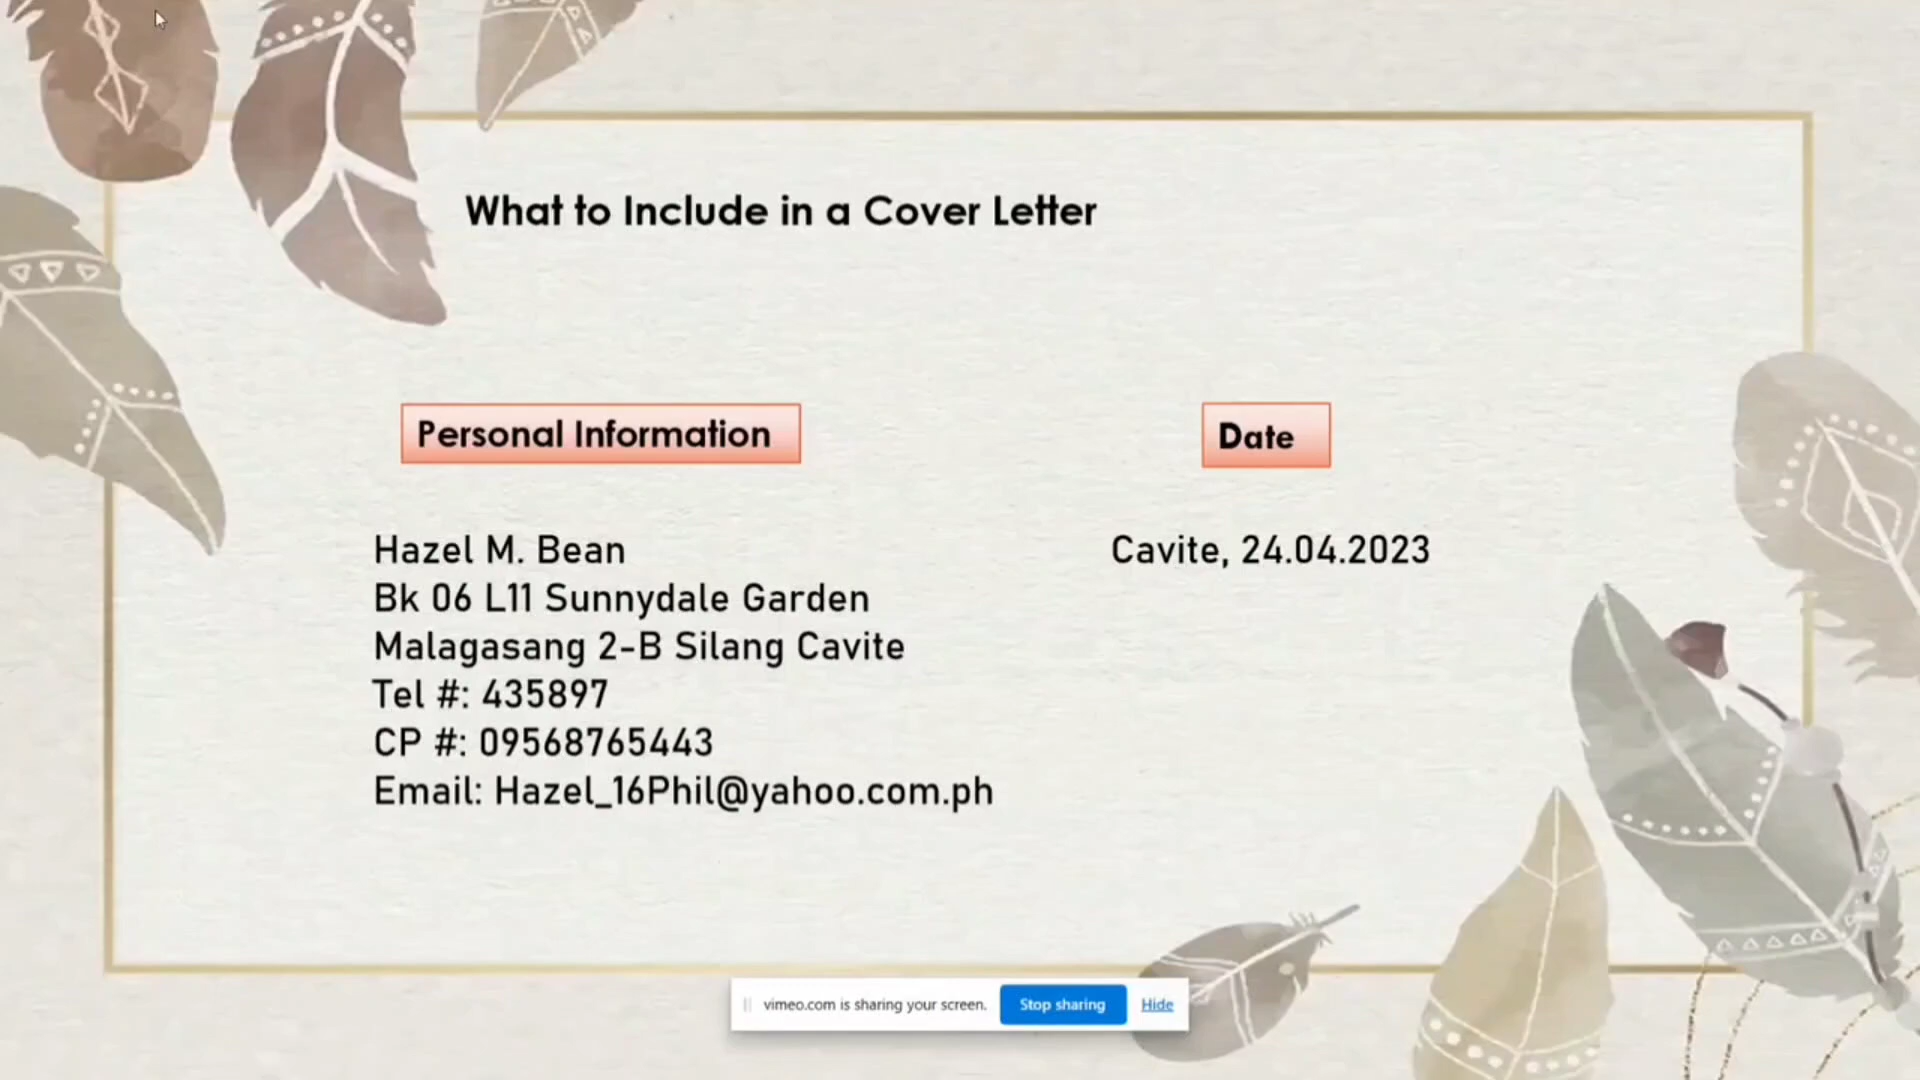 What to Include in a Cover Letter
Personal Information
Hazel M. Bean
Bk 06 L11 Sunnydale Garden
Malagasang 2-B Silang Cavite
Tel #: 435897
CP #: 09568765443
Email: Hazel_16Phil@yahoo.com.ph
Date
Cavite, 24.04.2023
vimeo.com is sharing your screen.
Stop sharing
Hide